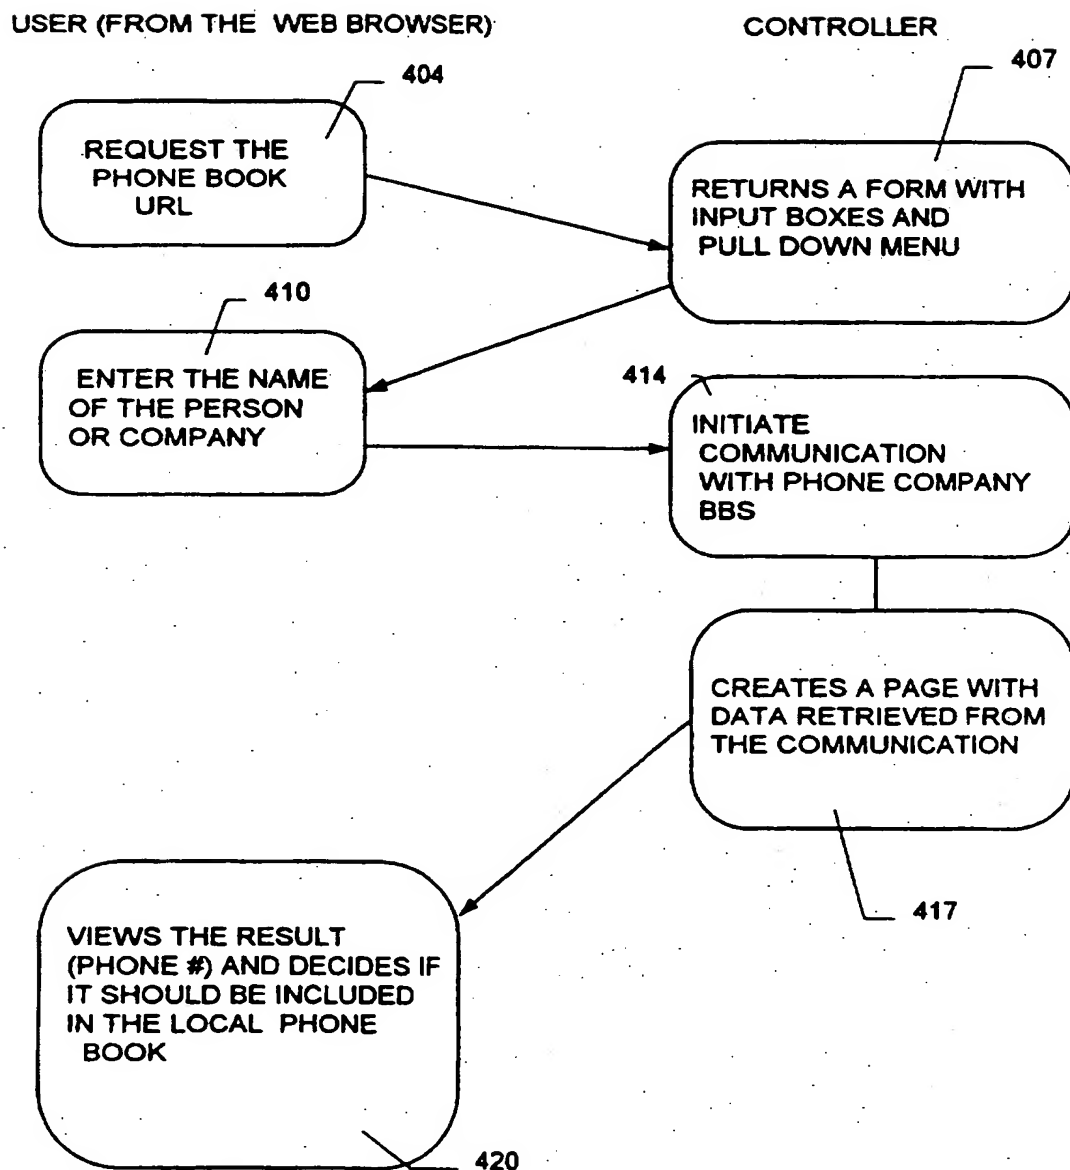 USER (FROM THE WEB BROWSER)
CONTROLLER
404
407
REQUEST THE
PHONE BOOK
URL
RETURNS A FORM WITH
INPUT BOXES AND
PULL DOWN MENU
410
ENTER THE NAME
OF THE PERSON
OR COMPANY
414
INITIATE
COMMUNICATION
WITH PHONE COMPANY
BBS
CREATES A PAGE WITH
DATA RETRIEVED FROM
THE COMMUNICATION
417
VIEWS THE RESULT
(PHONE #) AND DECIDES IF
IT SHOULD BE INCLUDED
IN THE LOCAL PHONE
BOOK
420